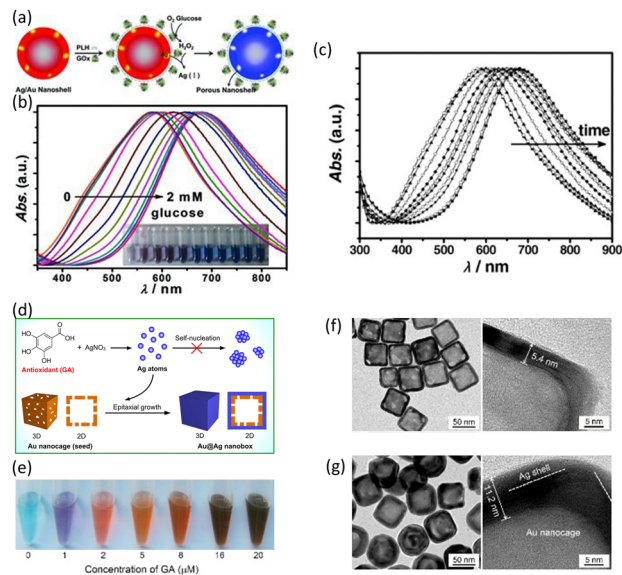 (a)
O₂ Glucose
PLH
GOx
H₂O₂
Ag (↑)
Ag/Au Nanoshell
Porous Nanoshell
(b)
Abs. (a.u.)
0
2 mM
glucose
400 500 600 700 800
λ / nm
(c)
Abs. (a.u.)
time
300 400 500 600 700 800 900
λ / nm
(d)
O
HO
OH
HO
OH
+ AgNO₃
Self-nucleation
Antioxidant (GA)
Ag atoms
Epitaxial growth
3D
2D
3D
2D
Au nanocage (seed)
Au@Ag nanobox
(e)
0 1 2 5 8 16 20
Concentration of GA (μM)
(f)
5.4 nm
50 nm
5 nm
(g)
Ag shell
11.2 nm
Au nanocage
50 nm
5 nm